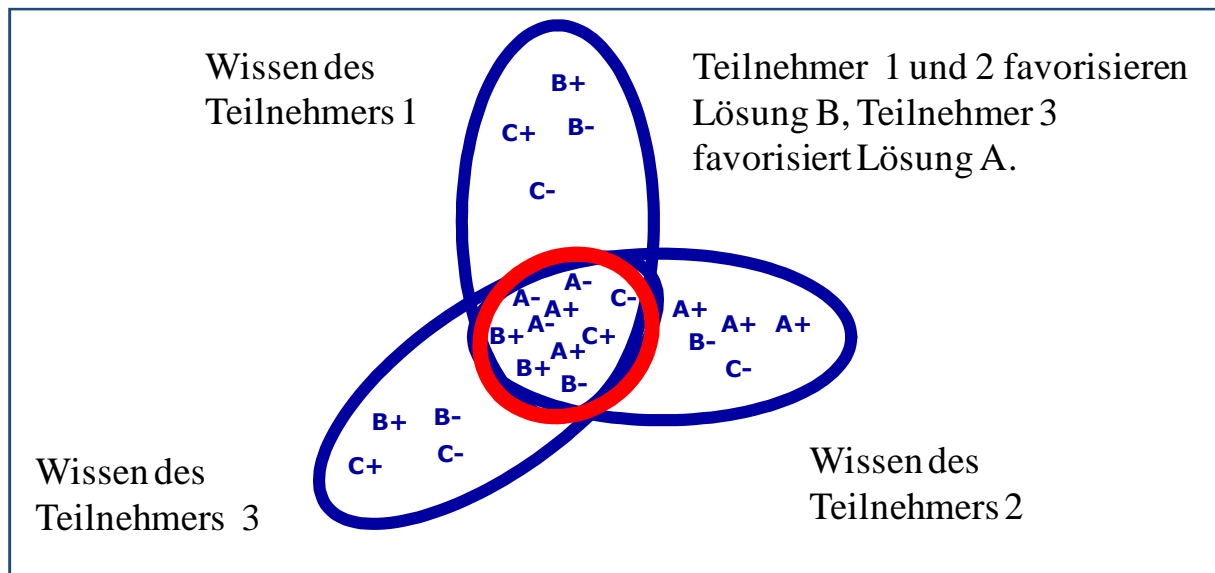 Wissen des
Teilnehmers 1
Teilnehmer 1 und 2 favorisieren
Lösung B, Teilnehmer 3
favorisiert Lösung A.
B+
C+ B-
C-
A-
A- C-
A+
A-
B+ C+
A+
B+
B-
A+
A+ A+
B-
C-
B+ B-
C+ C-
Wissen des
Teilnehmers 3
Wissen des
Teilnehmers 2